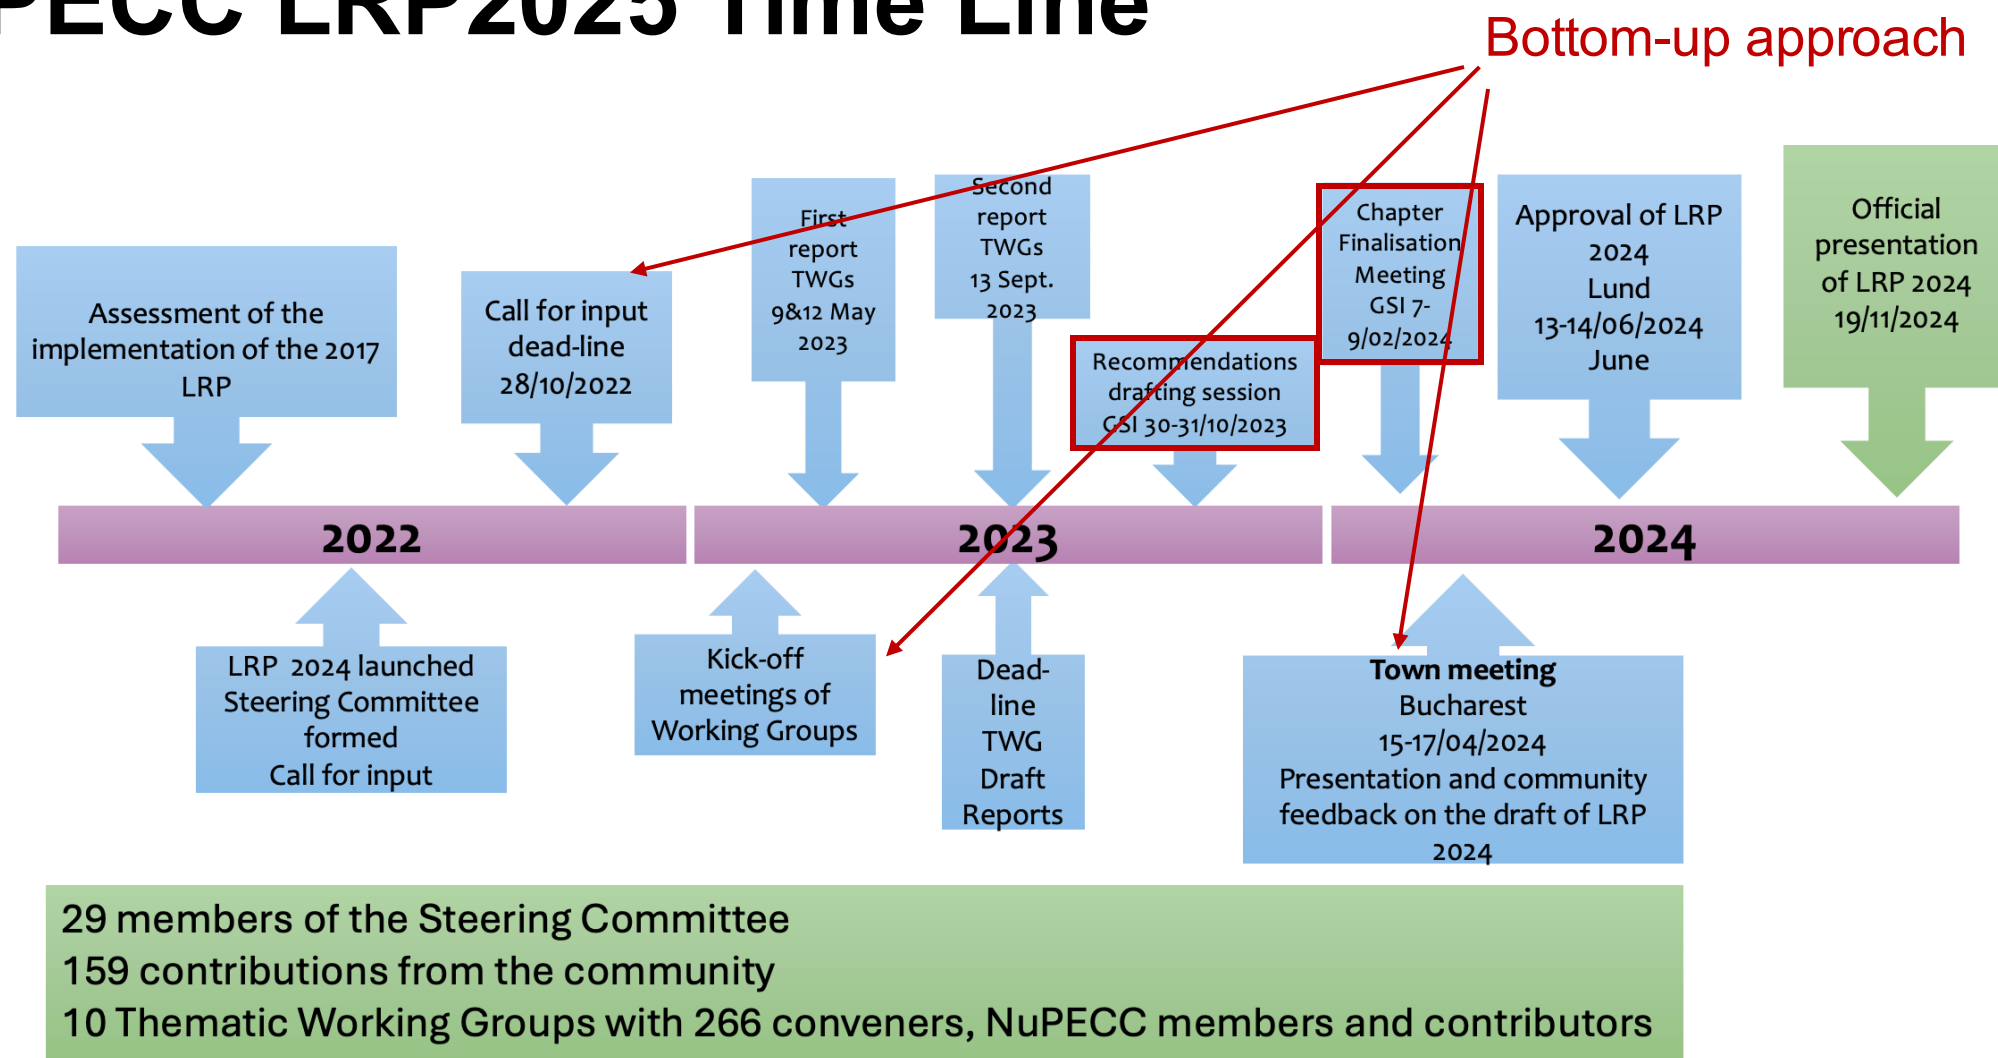 PECC LRP2025 Time Line
Bottom-up approach
Assessment of the
implementation of the 2017
LRP
Call for input
dead-line
28/10/2022
First
report
TWGs
9&12 May
2023
Second
report
TWGs
13 Sept.
2023
Recommendations
drafting session
GSI 30-31/10/2023
Chapter
Finalisation
Meeting
GSI 7-
9/02/2024
Approval of LRP
2024
Lund
13-14/06/2024
June
Official
presentation
of LRP 2024
19/11/2024
2022
2023
2024
LRP 2024 launched
Steering Committee
formed
Call for input
Kick-off
meetings of
Working Groups
Dead-
line
TWG
Draft
Reports
Town meeting
Bucharest
15-17/04/2024
Presentation and community
feedback on the draft of LRP
2024
29 members of the Steering Committee
159 contributions from the community
10 Thematic Working Groups with 266 conveners, NuPECC members and contributors